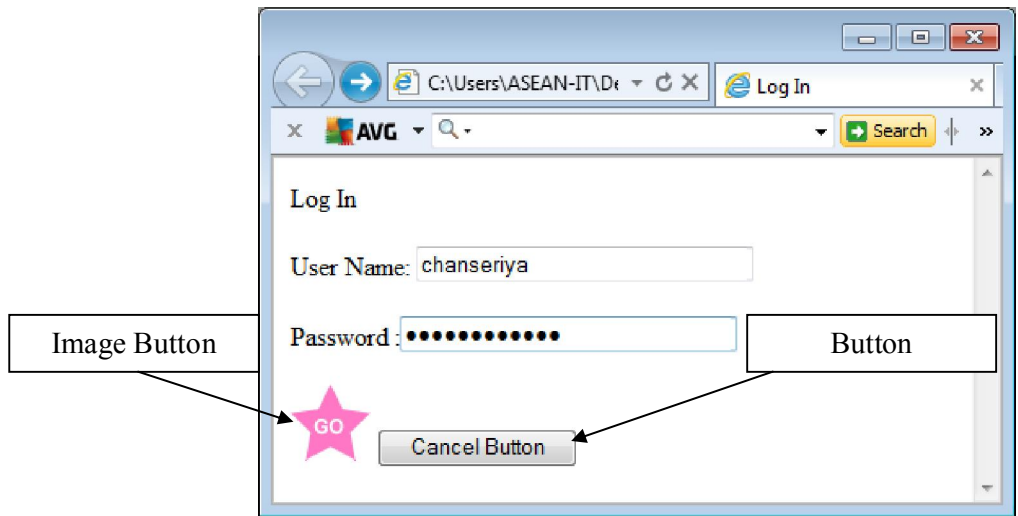 C:\Users\ASEAN-IT\De
Log In
AVG
Search
Log In
User Name: chanseriya
Password :••••••••••••
Image Button
Button
GO
Cancel Button